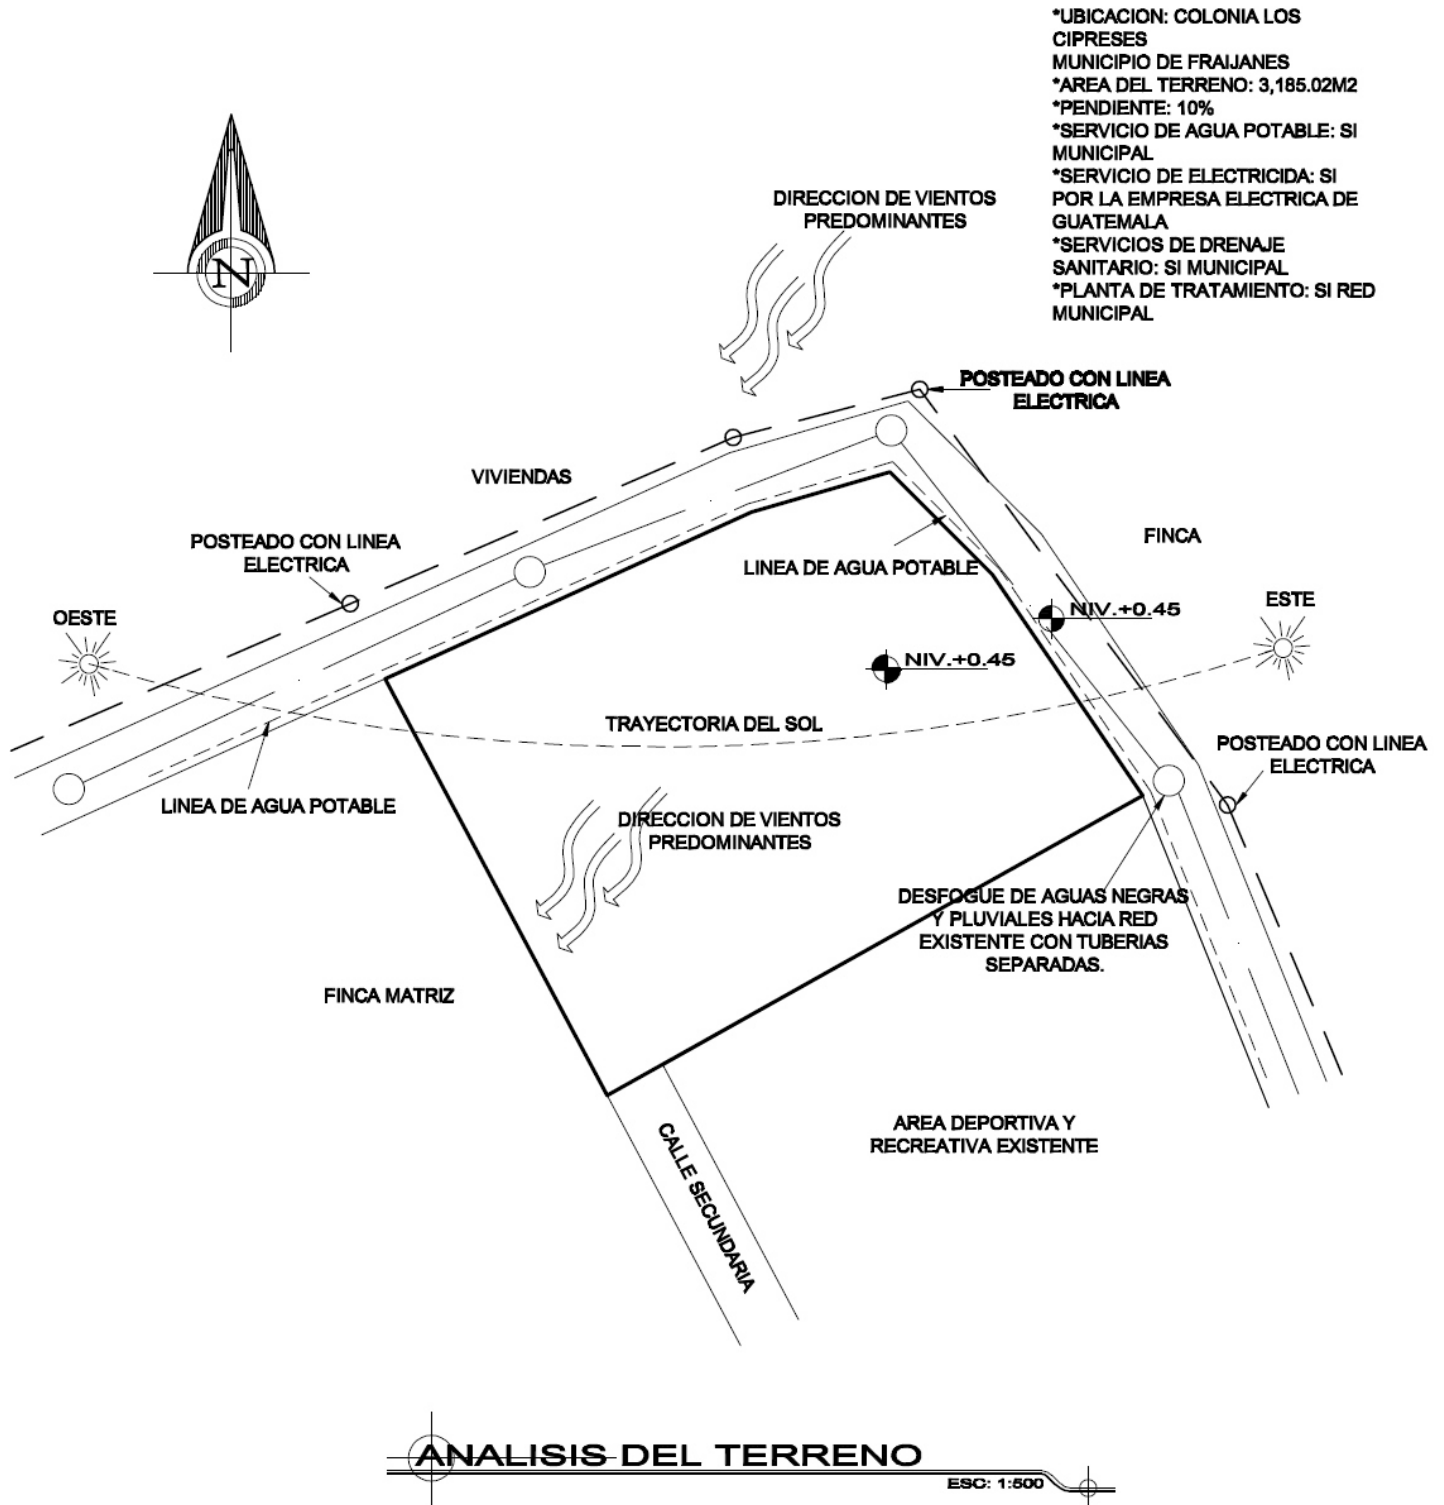 *UBICACION: COLONIA LOS
CIPRESES
MUNICIPIO DE FRAIJANES
*AREA DEL TERRENO: 3,185.02M2
*PENDIENTE: 10%
*SERVICIO DE AGUA POTABLE: SI
MUNICIPAL
*SERVICIO DE ELECTRICIDA: SI
POR LA EMPRESA ELECTRICA DE
GUATEMALA
*SERVICIOS DE DRENAJE
SANITARIO: SI MUNICIPAL
*PLANTA DE TRATAMIENTO: SI RED
MUNICIPAL
N
DIRECCION DE VIENTOS
PREDOMINANTES
POSTEADO CON LINEA
ELECTRICA
VIVIENDAS
POSTEADO CON LINEA
ELECTRICA
FINCA
LINEA DE AGUA POTABLE
OESTE
NIV.+0.45
ESTE
NIV.+0.45
TRAYECTORIA DEL SOL
POSTEADO CON LINEA
ELECTRICA
LINEA DE AGUA POTABLE
DIRECCION DE VIENTOS
PREDOMINANTES
DESFOGUE DE AGUAS NEGRAS
Y PLUVIALES HACIA RED
EXISTENTE CON TUBERIAS
SEPARADAS.
FINCA MATRIZ
AREA DEPORTIVA Y
RECREATIVA EXISTENTE
CALLE SECUNDARIA
ANALISIS DEL TERRENO
ESC: 1:500